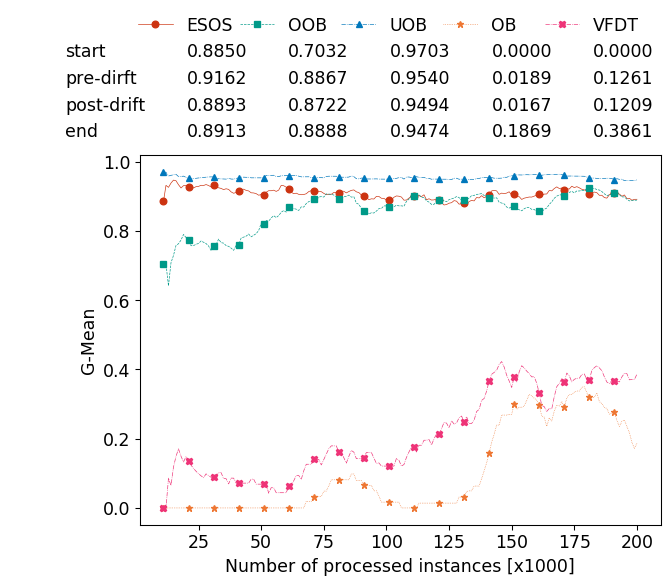 ESOS OOB UOB OB VFDT
start 0.8850 0.7032 0.9703 0.0000 0.0000
pre-dirft 0.9162 0.8867 0.9540 0.0189 0.1261
post-drift 0.8893 0.8722 0.9494 0.0167 0.1209
end 0.8913 0.8888 0.9474 0.1869 0.3861
1.0
0.8
0.6
0.4
0.2
0.0
G-Mean
25 50 75 100 125 150 175 200
Number of processed instances [x1000]